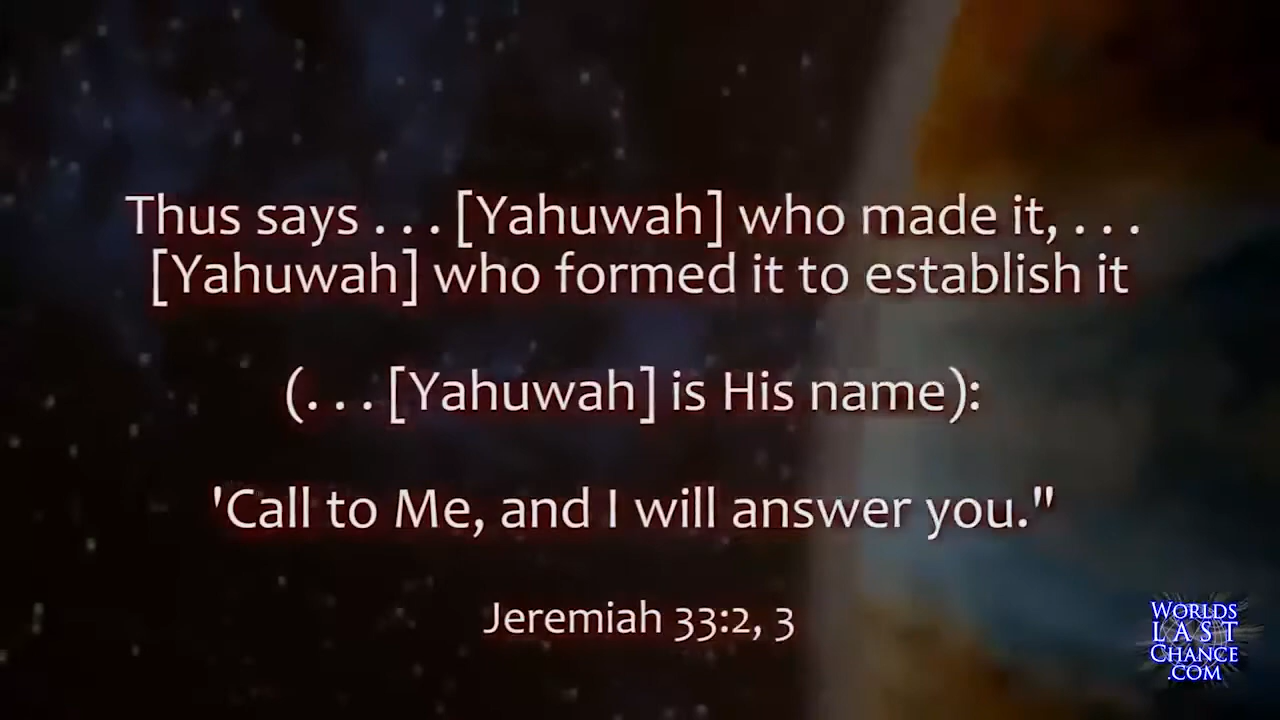 Thus says . . . [Yahuwah] who made it, . . .
[Yahuwah] who formed it to establish it
(. . . [Yahuwah] is His name):
'Call to Me, and I will answer you."
Jeremiah 33:2, 3
WORLDS
LAST
CHANCE
.COM